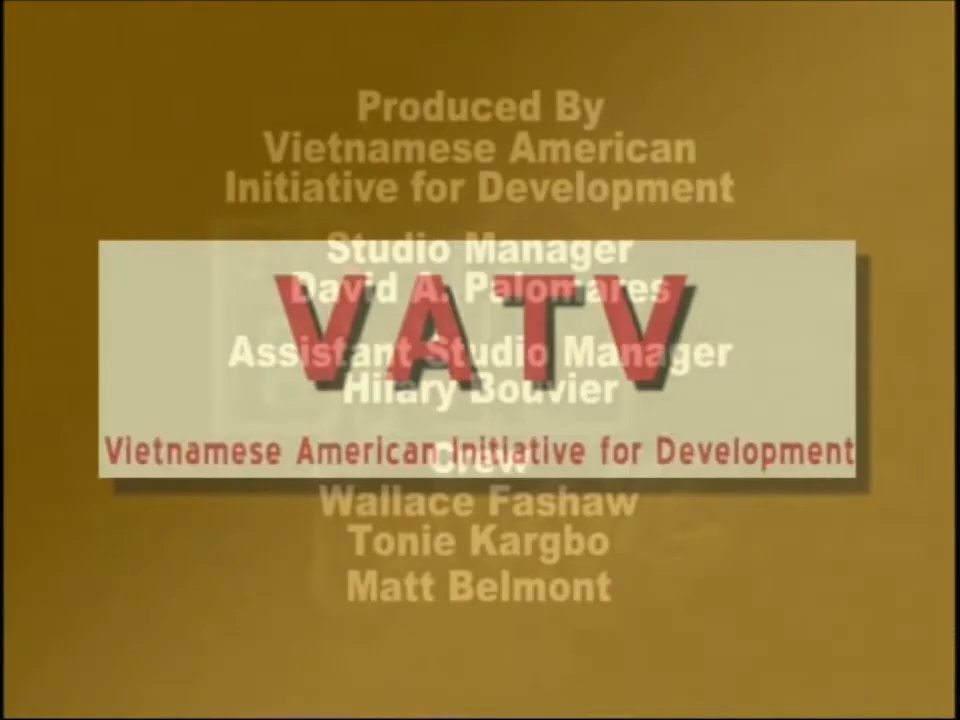 Produced By
Vietnamese American
Initiative for Development
Studio Manager
David A. Palomares
VATV
Assistant Studio Manager
Hilary Bouvier
Vietnamese American Initiative for Development
Crew
Wallace Fashaw
Tonie Kargbo
Matt Belmont